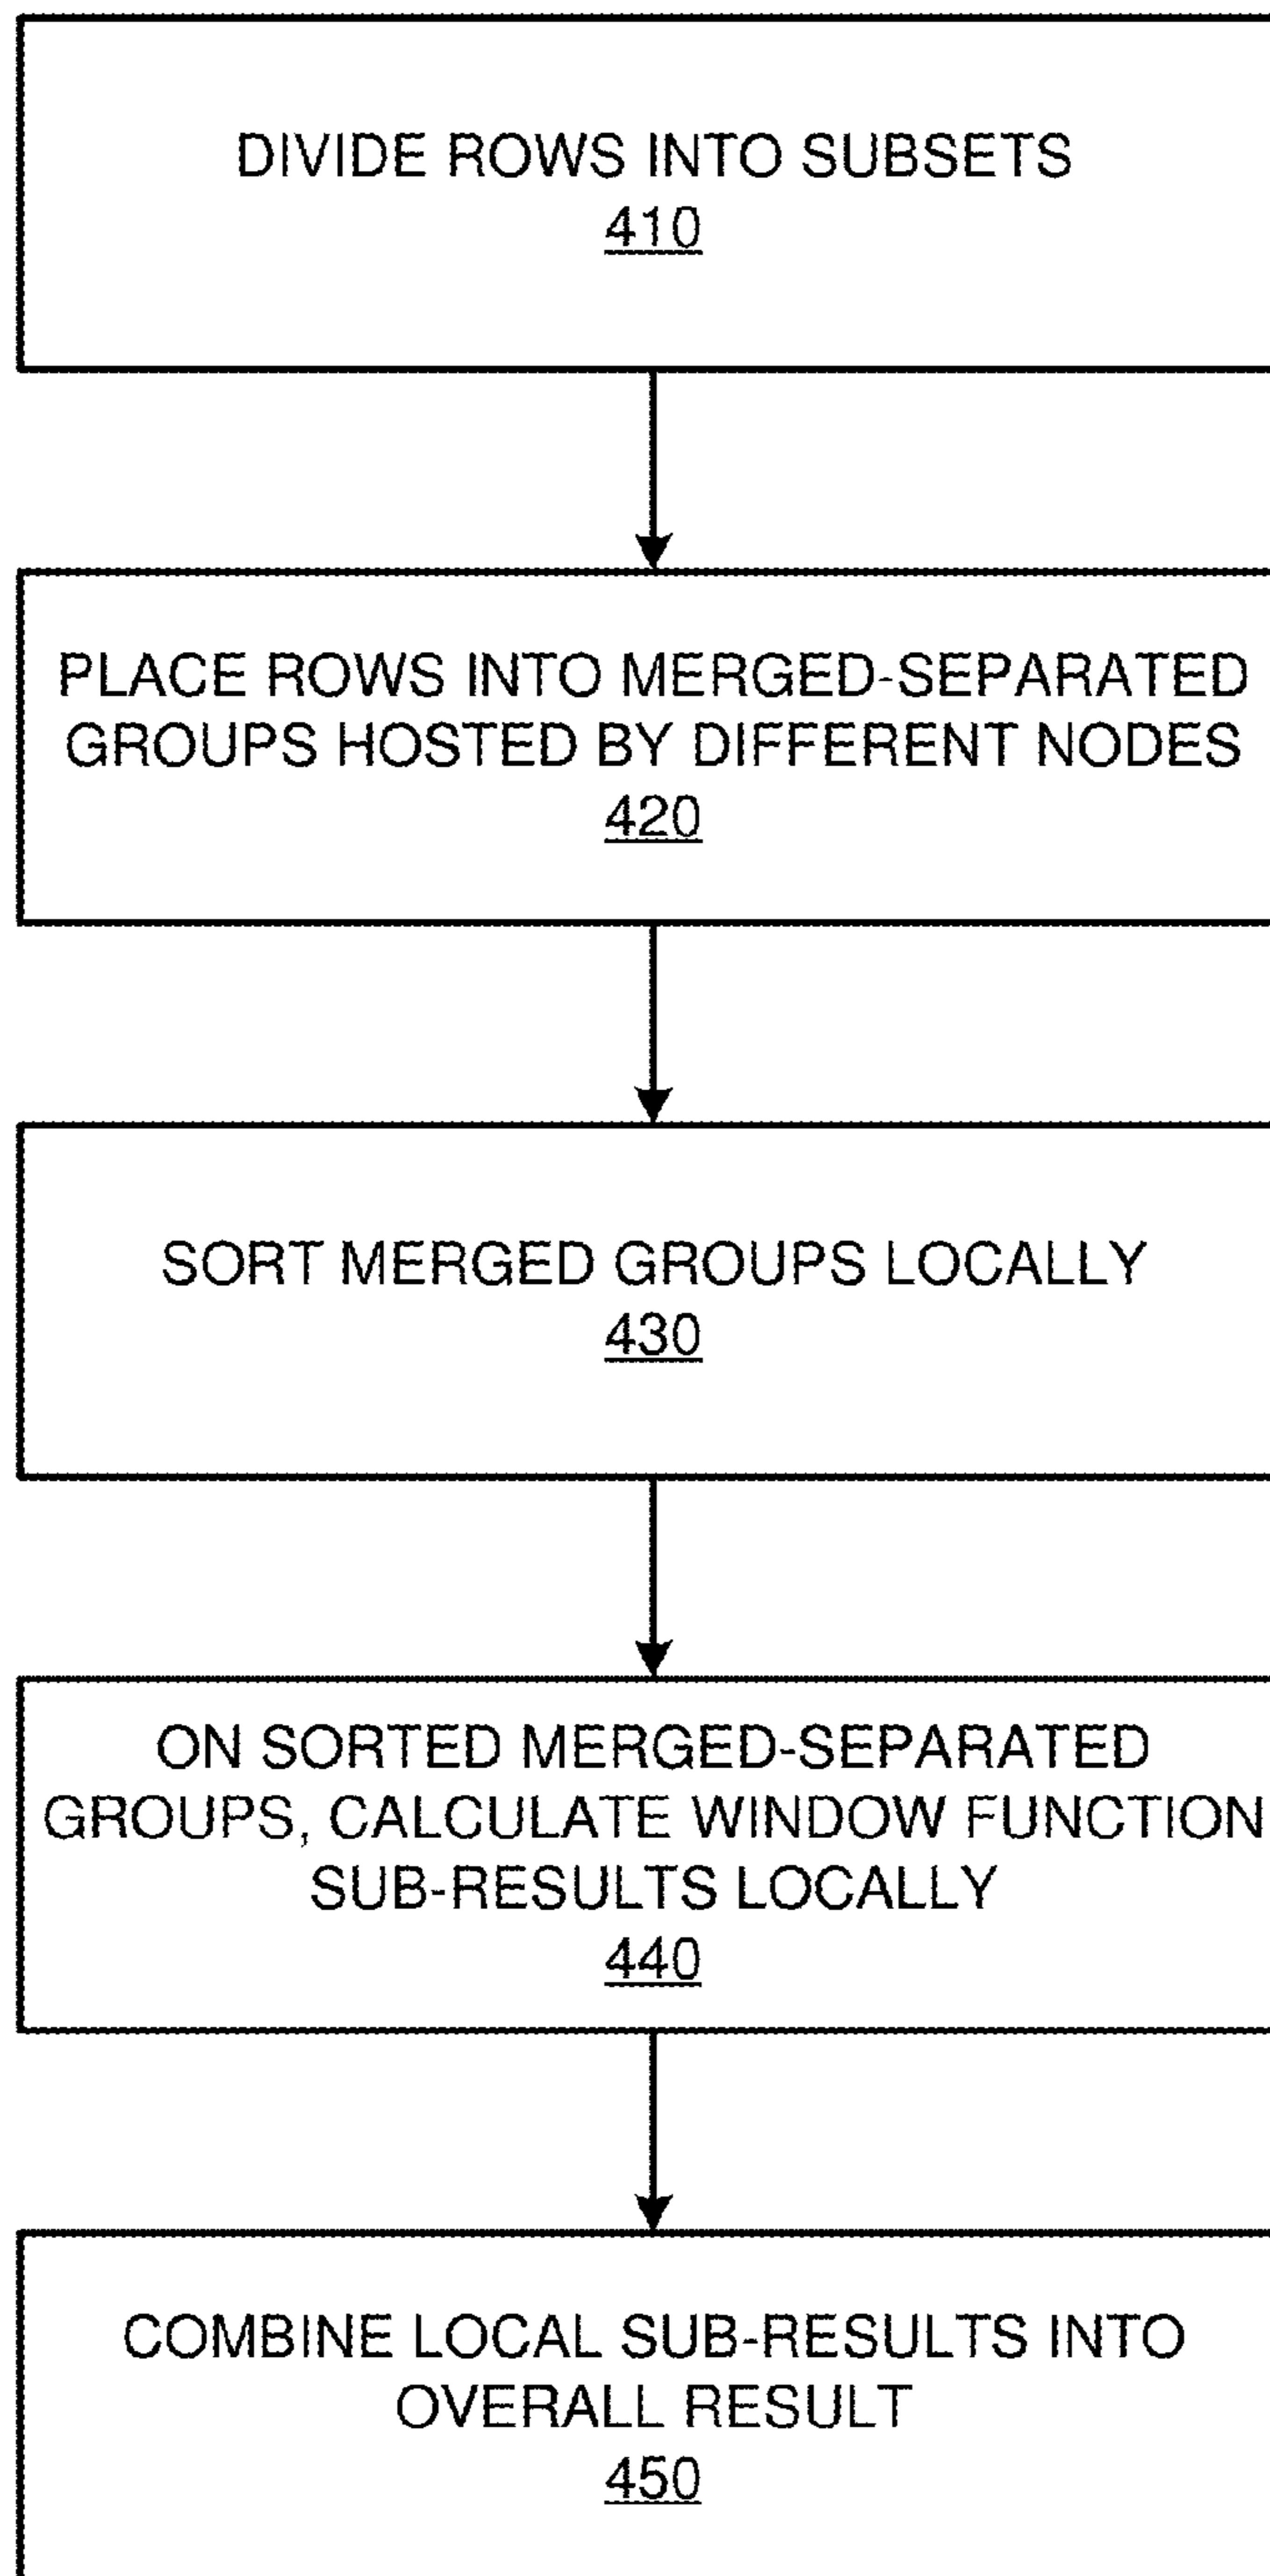 DIVIDE ROWS INTO SUBSETS
410
PLACE ROWS INTO MERGED-SEPARATED
GROUPS HOSTED BY DIFFERENT NODES
420
SORT MERGED GROUPS LOCALLY
430
ON SORTED MERGED-SEPARATED
GROUPS, CALCULATE WINDOW FUNCTION
SUB-RESULTS LOCALLY
440
COMBINE LOCAL SUB-RESULTS INTO
OVERALL RESULT
450